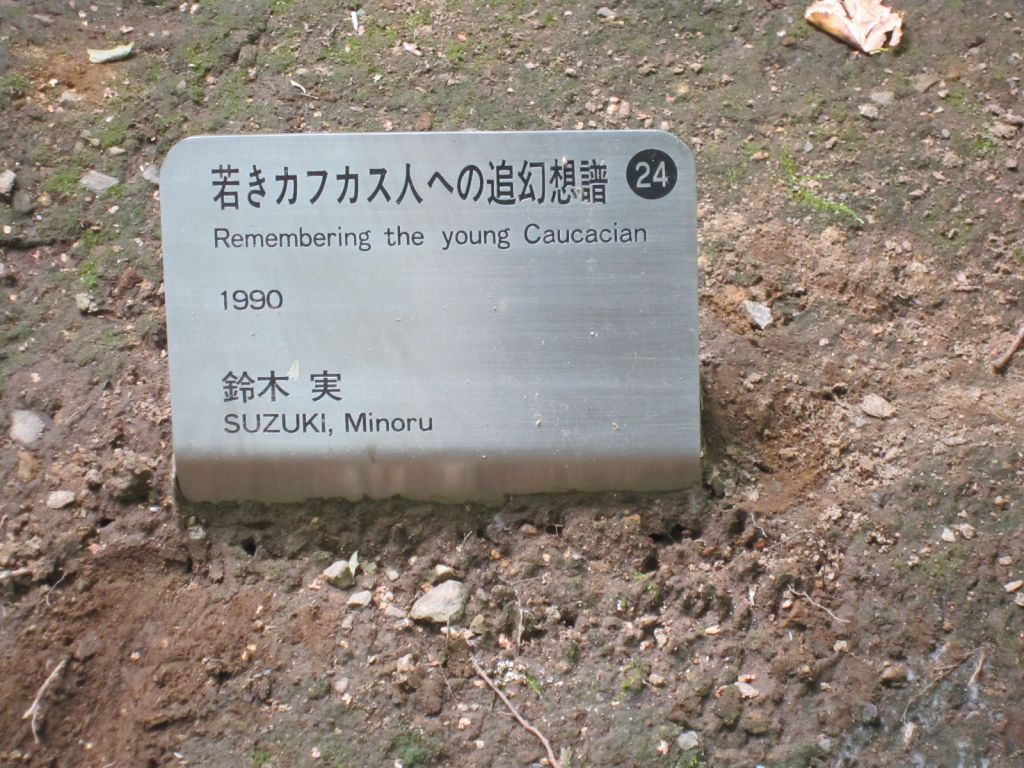 若きカフカス人への追幻想譜 24
Remembering the young Caucacian
1990
鈴木 実
SUZUKI, Minoru